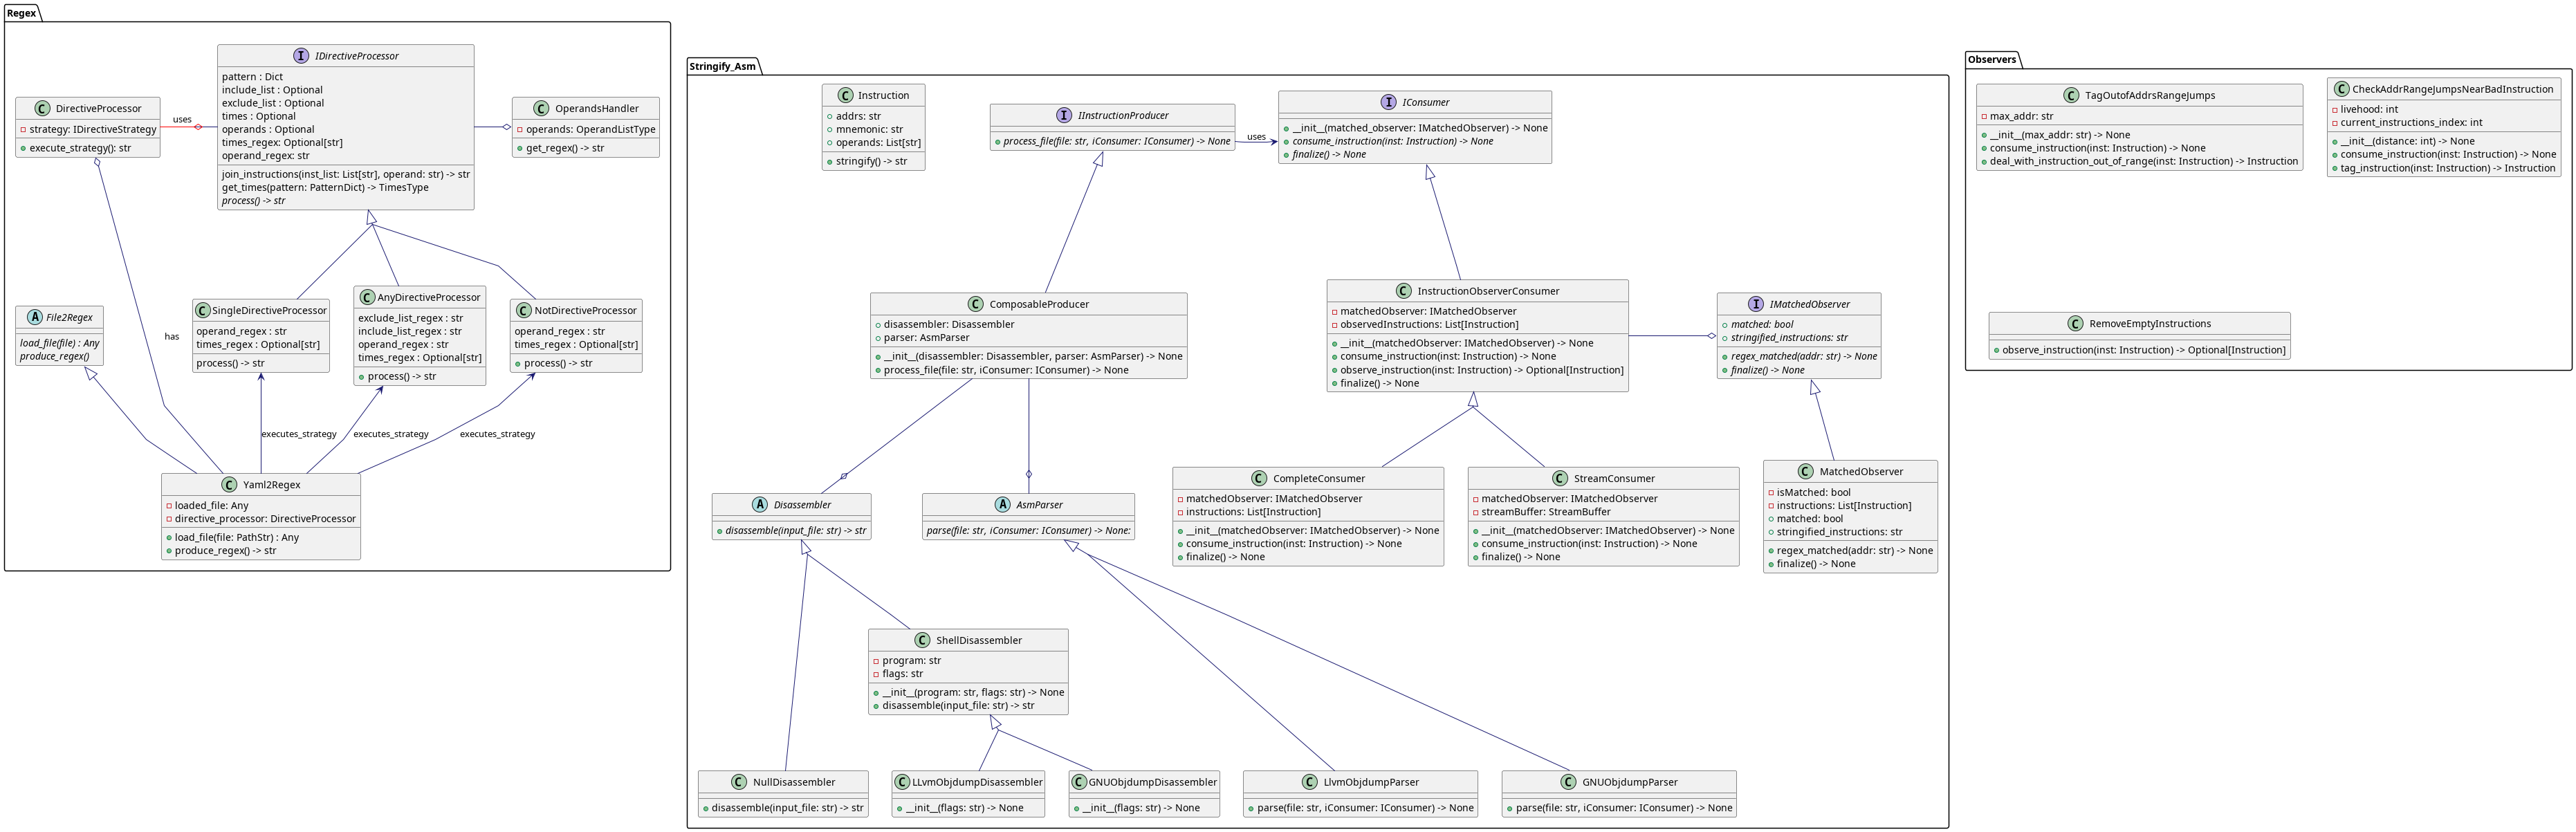 Regex
I IDirectiveProcessor
pattern : Dict
include_list : Optional
exclude_list : Optional
times : Optional
operands : Optional
times_regex: Optional[str]
operand_regex: str
join_instructions(inst_list: List[str], operand: str) -> str
get_times(pattern: PatternDict) -> TimesType
process() -> str
C DirectiveProcessor
strategy: IDirectiveStrategy
execute_strategy(): str
uses
C OperandsHandler
operands: OperandListType
get_regex() -> str
A File2Regex
load_file(file) : Any
produce_regex()
has
C SingleDirectiveProcessor
operand_regex : str
times_regex : Optional[str]
process() -> str
C AnyDirectiveProcessor
exclude_list_regex : str
include_list_regex : str
operand_regex : str
times_regex : Optional[str]
process() -> str
C NotDirectiveProcessor
operand_regex : str
times_regex : Optional[str]
process() -> str
executes_strategy
executes_strategy
executes_strategy
C Yaml2Regex
loaded_file: Any
directive_processor: DirectiveProcessor
load_file(file: PathStr) : Any
produce_regex() -> str
Stringify_Asm
C Instruction
addrs: str
mnemonic: str
operands: List[str]
stringify() -> str
I IInstructionProducer
process_file(file: str, iConsumer: IConsumer) -> None
uses
I IConsumer
__init__(matched_observer: IMatchedObserver) -> None
consume_instruction(inst: Instruction) -> None
finalize() -> None
C ComposableProducer
disassembler: Disassembler
parser: AsmParser
__init__(disassembler: Disassembler, parser: AsmParser) -> None
process_file(file: str, iConsumer: IConsumer) -> None
C InstructionObserverConsumer
matchedObserver: IMatchedObserver
observedInstructions: List[Instruction]
__init__(matchedObserver: IMatchedObserver) -> None
consume_instruction(inst: Instruction) -> None
observe_instruction(inst: Instruction) -> Optional[Instruction]
finalize() -> None
I IMatchedObserver
matched: bool
stringified_instructions: str
regex_matched(addr: str) -> None
finalize() -> None
A Disassembler
disassemble(input_file: str) -> str
A AsmParser
parse(file: str, iConsumer: IConsumer) -> None:
C CompleteConsumer
matchedObserver: IMatchedObserver
instructions: List[Instruction]
__init__(matchedObserver: IMatchedObserver) -> None
consume_instruction(inst: Instruction) -> None
finalize() -> None
C StreamConsumer
matchedObserver: IMatchedObserver
streamBuffer: StreamBuffer
__init__(matchedObserver: IMatchedObserver) -> None
consume_instruction(inst: Instruction) -> None
finalize() -> None
C MatchedObserver
isMatched: bool
instructions: List[Instruction]
matched: bool
stringified_instructions: str
regex_matched(addr: str) -> None
finalize() -> None
C ShellDisassembler
program: str
flags: str
__init__(program: str, flags: str) -> None
disassemble(input_file: str) -> str
C NullDisassembler
disassemble(input_file: str) -> str
C LLvmObjdumpDisassembler
__init__(flags: str) -> None
C GNUObjdumpDisassembler
__init__(flags: str) -> None
C LlvmObjdumpParser
parse(file: str, iConsumer: IConsumer) -> None
C GNUObjdumpParser
parse(file: str, iConsumer: IConsumer) -> None
Observers
C TagOutofAddrsRangeJumps
max_addr: str
__init__(max_addr: str) -> None
consume_instruction(inst: Instruction) -> None
deal_with_instruction_out_of_range(inst: Instruction) -> Instruction
C CheckAddrRangeJumpsNearBadInstruction
livehood: int
current_instructions_index: int
__init__(distance: int) -> None
consume_instruction(inst: Instruction) -> None
tag_instruction(inst: Instruction) -> Instruction
C RemoveEmptyInstructions
observe_instruction(inst: Instruction) -> Optional[Instruction]